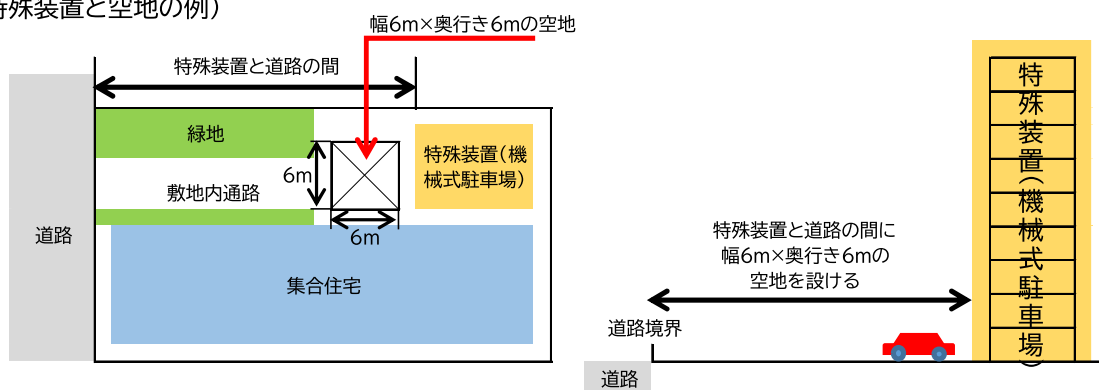 特殊装置と空地の例）
幅6m×奥行き6mの空地
特殊装置と道路の間
緑地
6m
敷地内通路
特殊装置（機
械式駐車場）
6m
道路
集合住宅
特殊装置と道路の間に
幅6m×奥行き6mの
空地を設ける
道路境界
道路
特殊装置（機械式駐車場）